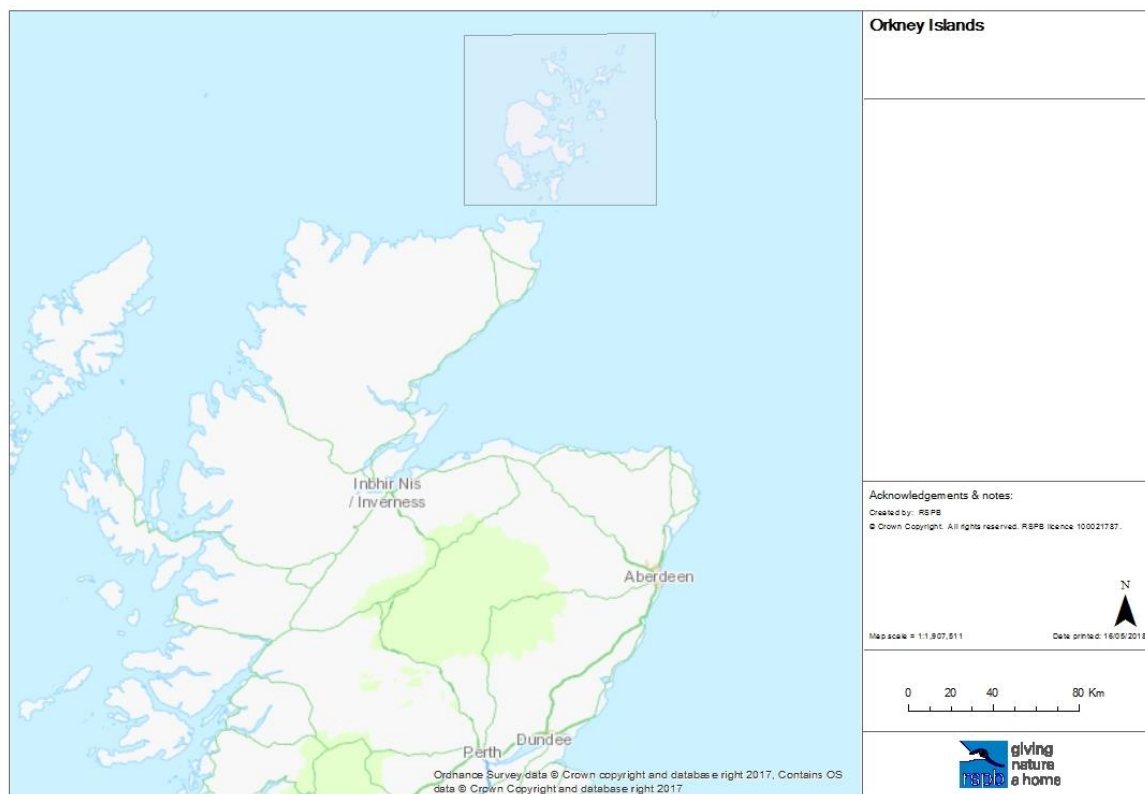 Orkney Islands
Inbhir Nis
/ Inverness
Aberdeen
Perth
Dundee
Ordnance Survey data © Crown copyright and database right 2017, Contains OS
data © Crown Copyright and database right 2017
Acknowledgements & notes:
Created by: RSPB
© Crown Copyright. All rights reserved. RSPB licence 100021787.
N
Map scale = 1:1,907,511
Date printed: 16/05/2018
0 20 40 80 Km
rspb
giving
nature
a home